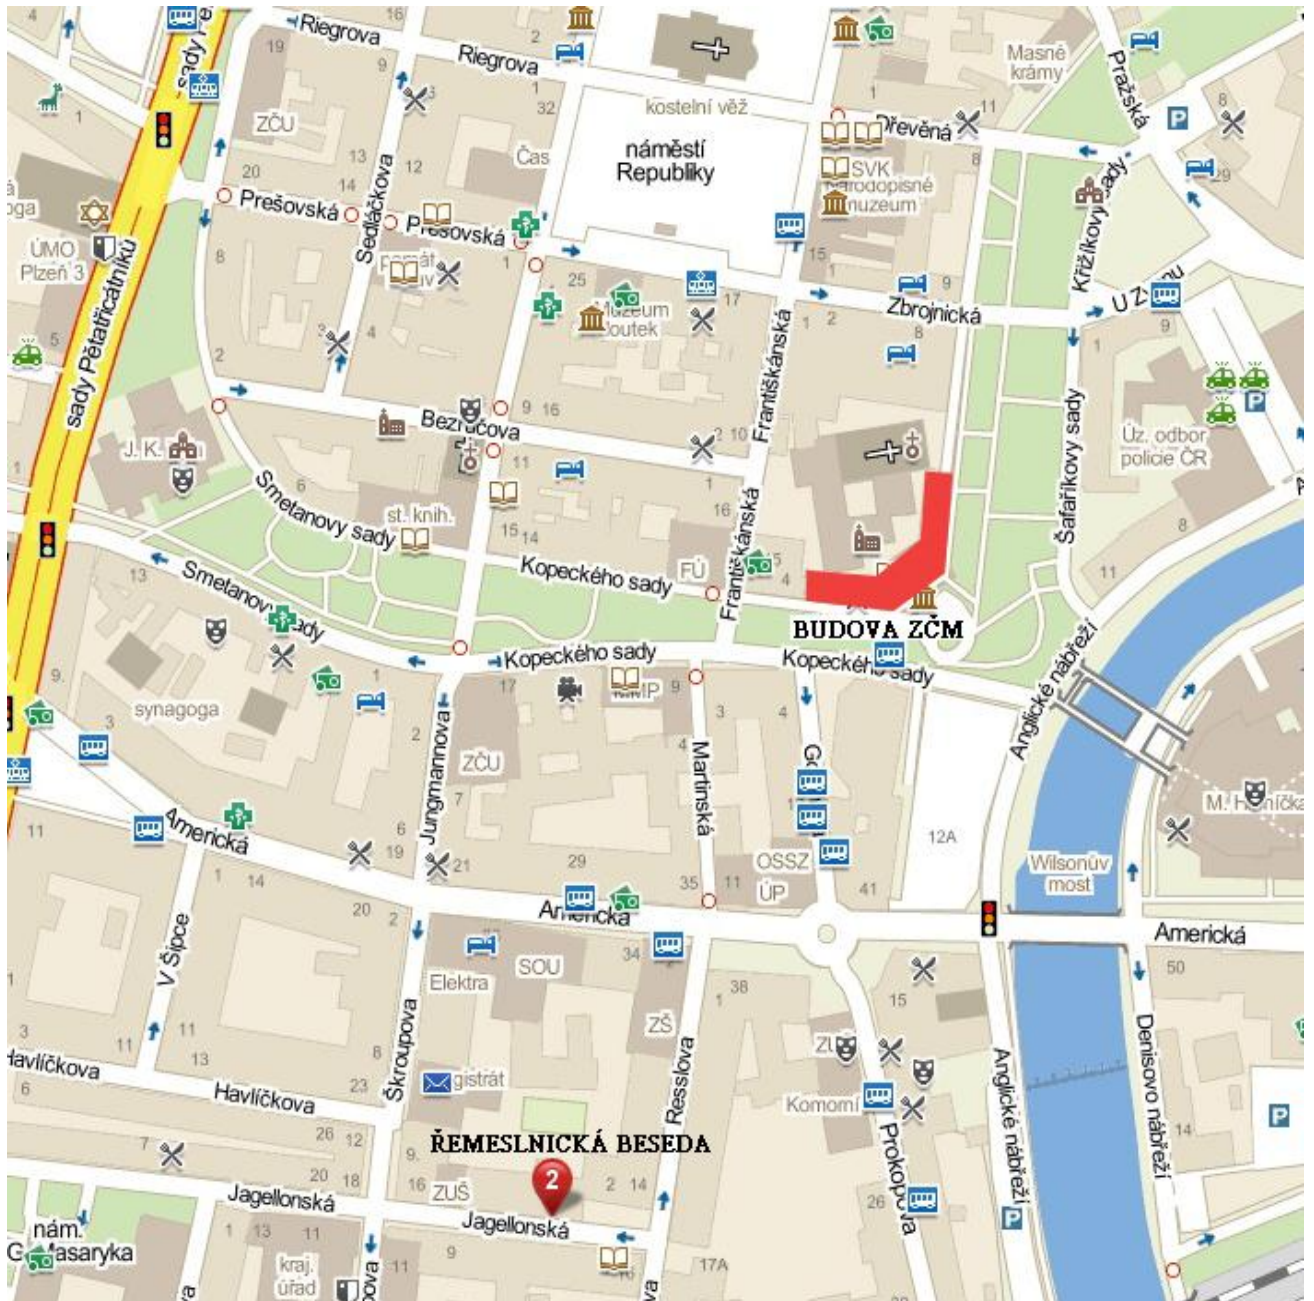 Riegrova
Riegrova
kostelní věž
náměstí
Republiky
Masné
krámy
Pražská
Dřevěná
ZČU
Čas
SVK
Národopisné
muzeum
Křižíkovy sady
Prešovská
Prešovská
Sedláčkova
ÚMO
Plzeň 3
sady Pětatřicátníků
Zbrojnická
Františkánská
Šafaříkovy sady
Úz. odbor
policie ČR
Bezručova
J. K.
Smetanovy sady
st. knih.
Kopeckého sady
FÚ
Františkánská
BUDOVA ZČM
Smetanovy sady
Kopeckého sady
Kopeckého sady
Anglické nábřeží
synagoga
ZČU
Jungmannova
Martinská
12A
Wilsonův
most
OSSZ
ÚP
Americká
Americká
Americká
V Šipce
Elektra
SOU
ZŠ
Škroupova
Resslova
Havlíčkova
Havlíčkova
Komorní
Prokopova
Anglické nábřeží
Denisovo nábřeží
ŘEMESLNICKÁ BESEDA
2
ZUŠ
Jagellonská
Jagellonská
nám.
kraj.
úřad
17A